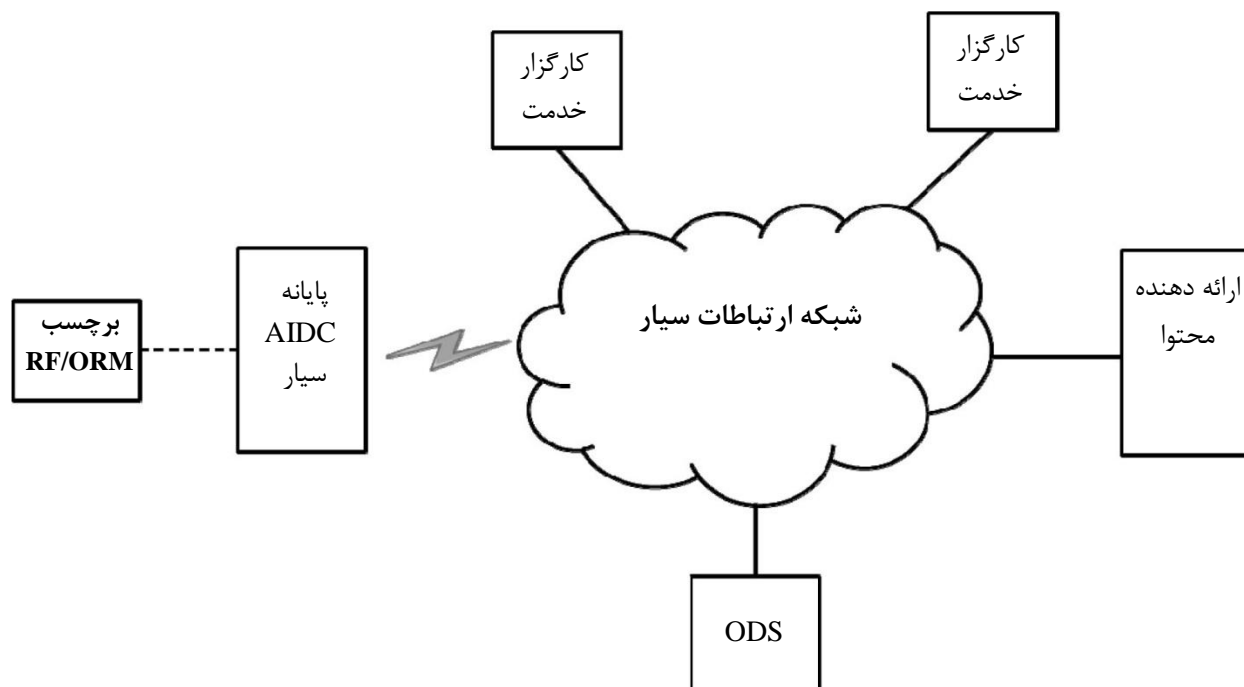 کارگزار
خدمت
کارگزار
خدمت
ارائه دهنده
محتوا
شبکه ارتباطات سیار
پایانه
AIDC
سیار
برچسب
RF/ORM
ODS